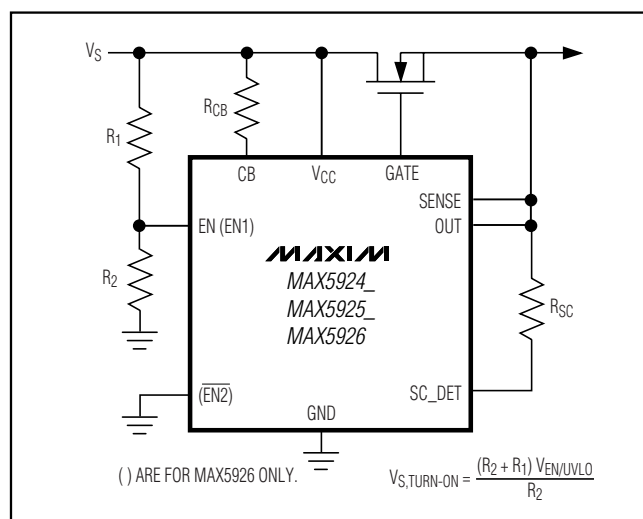 V_S
R_CB
R_1
CB
V_CC
GATE
SENSE
OUT
EN (EN1)
MAXIM
MAX5924_
MAX5925_
MAX5926
R_2
R_SC
(E̅N̅2̅)
SC_DET
GND
( ) ARE FOR MAX5926 ONLY.
V_S,TURN-ON = (R_2 + R_1) V_EN/UVLO
R_2